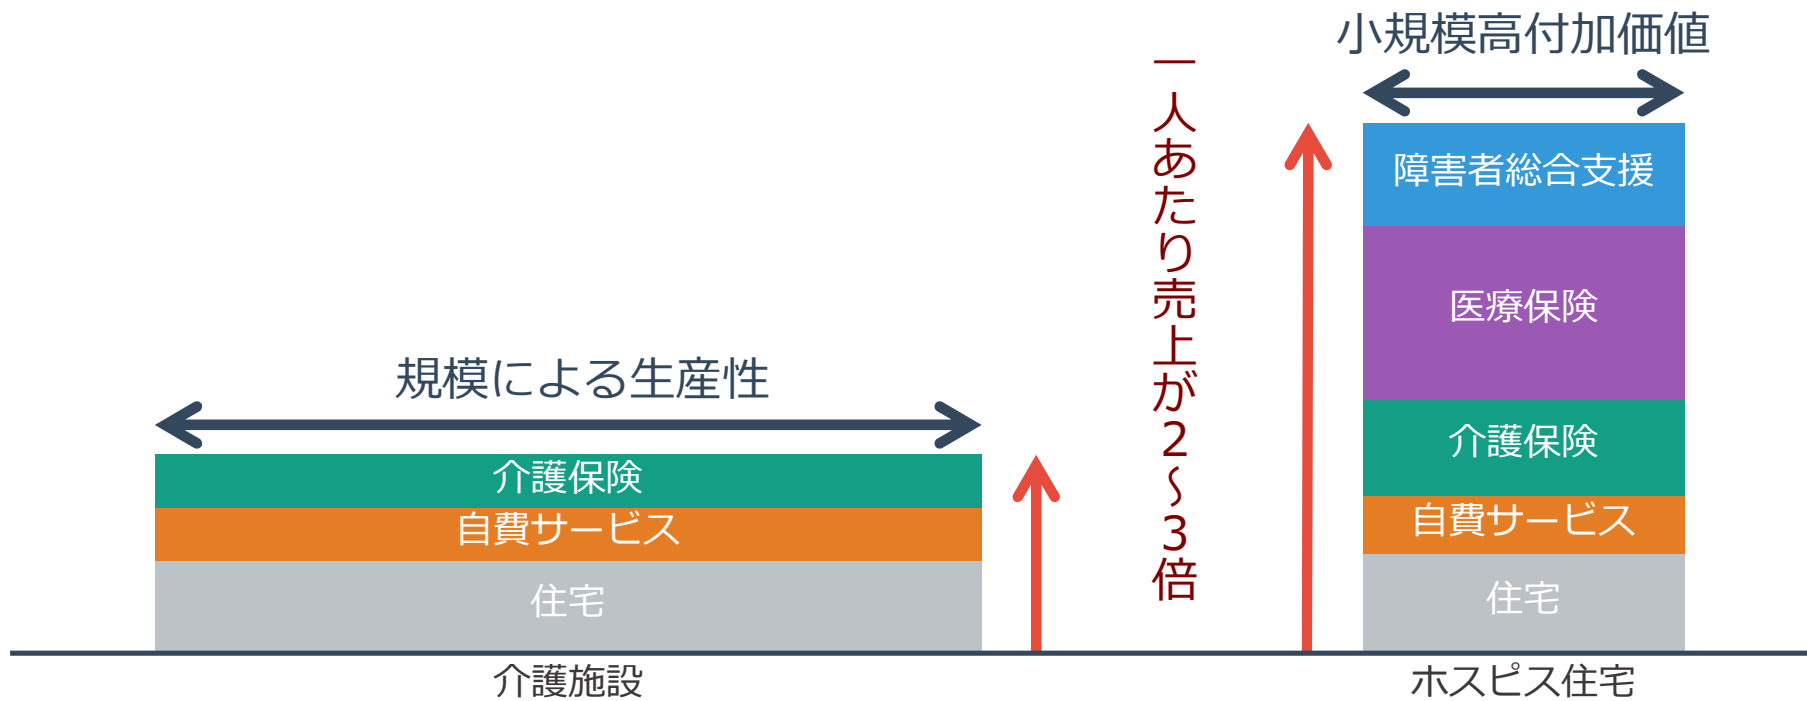 小規模高付加価値
一人あたり売上が2～3倍
障害者総合支援
医療保険
規模による生産性
介護保険
介護保険
自費サービス
自費サービス
住宅
住宅
介護施設
ホスピス住宅